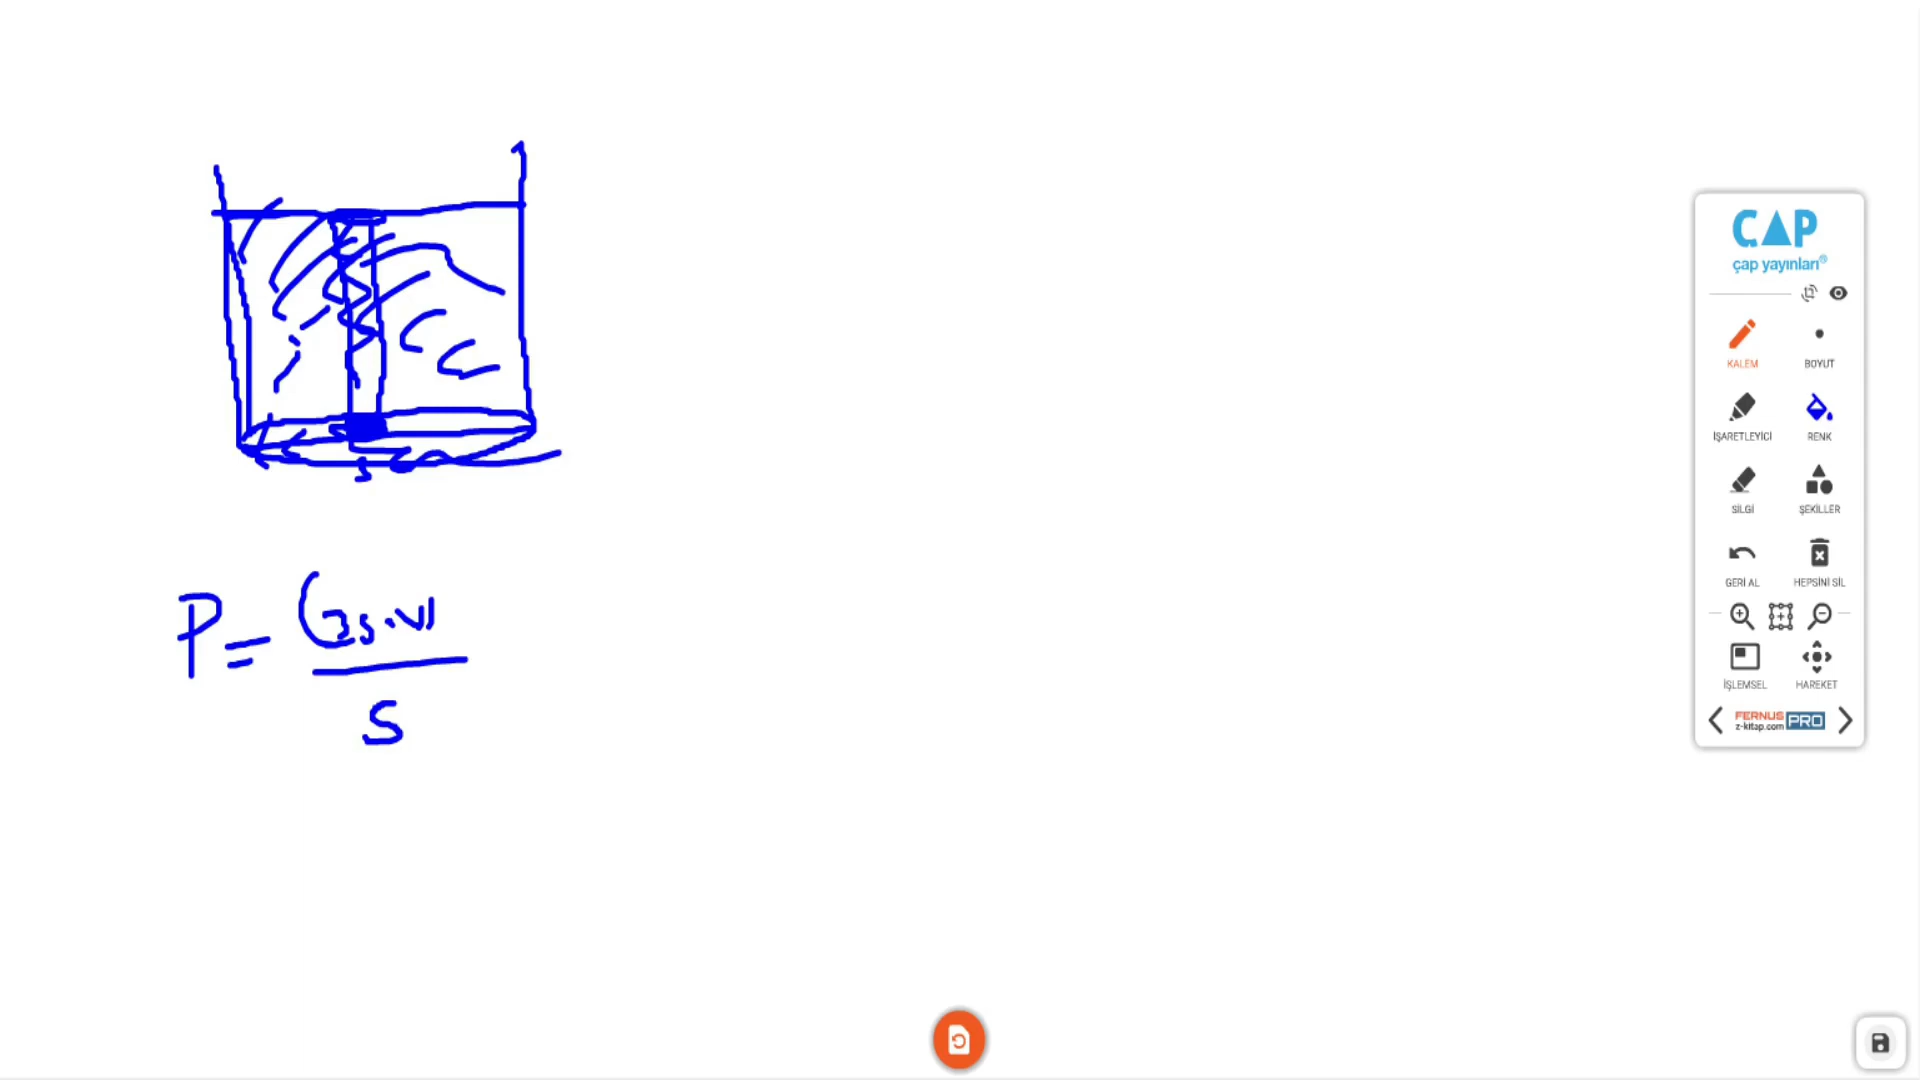 s
P = Gsıvı
s
ÇAP
çap yayınları®
KALEM
BOYUT
İŞARETLEYİCİ
RENK
SİLGİ
ŞEKİLLER
GERİ AL
HEPSİNİ SİL
İŞLEMSEL
HAREKET
FERNUS
z-kitap.com PRO